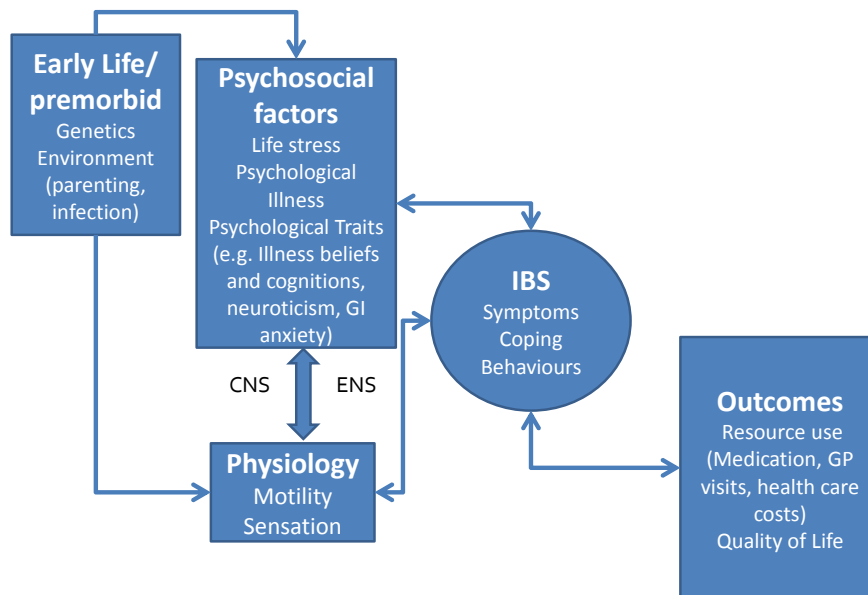 Early Life/
premorbid
Genetics
Environment
(parenting,
infection)
Psychosocial
factors
Life stress
Psychological
Illness
Psychological Traits
(e.g. Illness beliefs
and cognitions,
neuroticism, GI
anxiety)
CNS
ENS
Physiology
Motility
Sensation
IBS
Symptoms
Coping
Behaviours
Outcomes
Resource use
(Medication, GP
visits, health care
costs)
Quality of Life